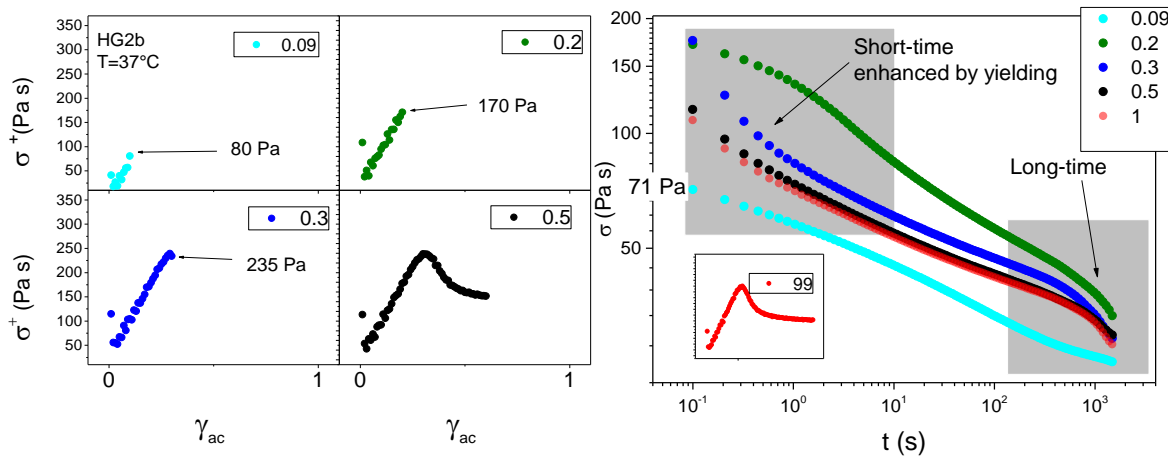 350
300
250
200
150
100
50
σ⁺(Pa s)
HG2b
T=37°C
0.09
80 Pa
0.2
170 Pa
350
300
250
200
150
100
50
σ⁺ (Pa s)
0.3
235 Pa
0.5
0
1
0
1
γac
γac
200
150
100
50
σ (Pa s)
71 Pa
Short-time
enhanced by yielding
Long-time
0.09
0.2
0.3
0.5
1
99
10⁻¹
10⁰
10¹
10²
10³
t (s)